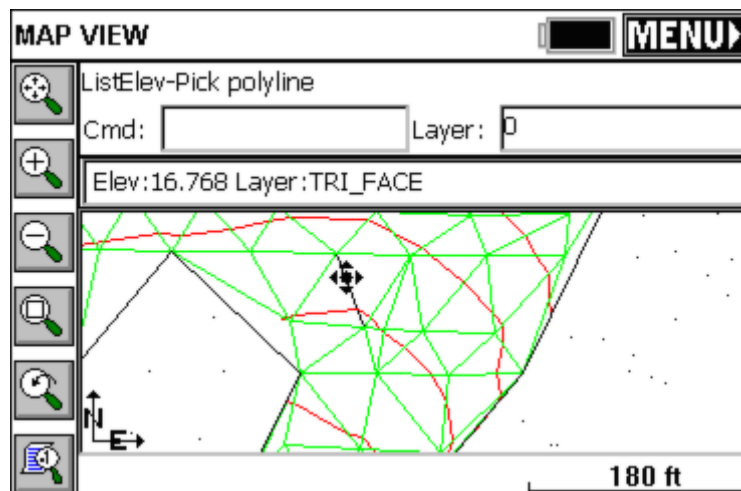 MAP VIEW MENU
ListElev-Pick polyline
Cmd: Layer: 0
Elev:16.768 Layer:TRI_FACE
N
E
180 ft